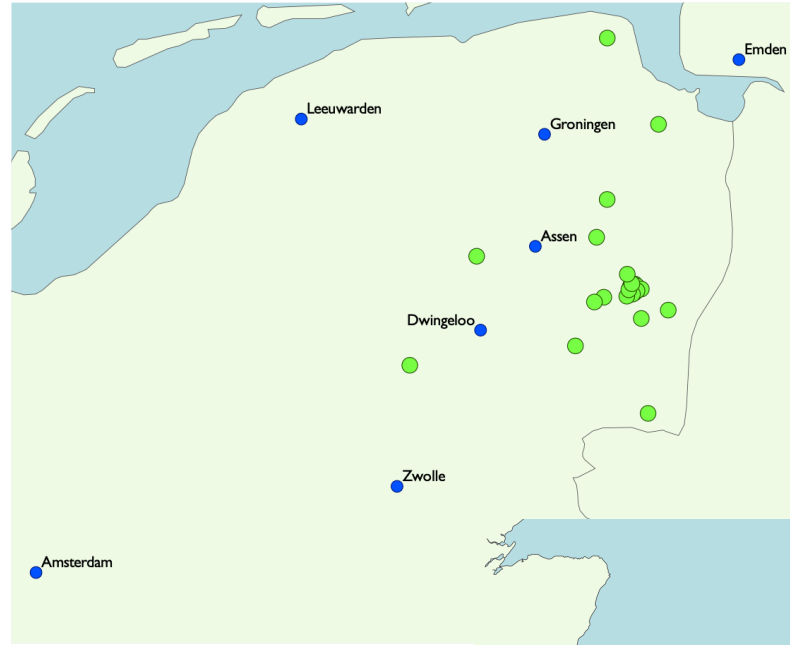 Emden
Leeuwarden
Groningen
Assen
Dwingeloo
Zwolle
Amsterdam